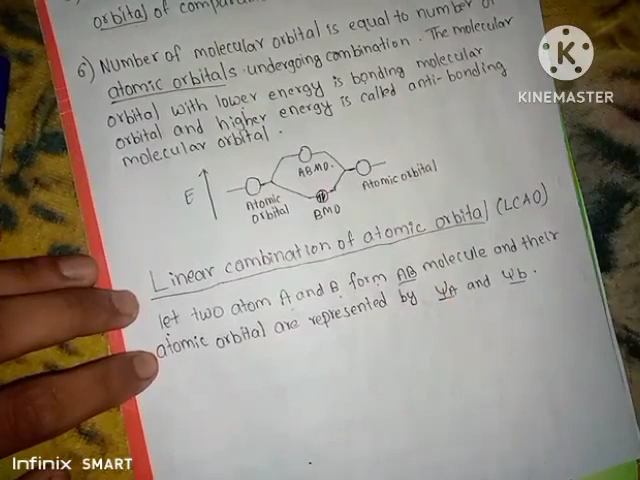 orbital of compara
6) Number of molecular orbital is equal to number of
atomic orbitals undergoing combination. The molecular
orbital with lower energy is bonding molecular
orbital and higher energy is called anti-bonding
molecular orbital.
E
ABMO.
Atomic orbital
Atomic orbital
BMO
Linear combination of atomic orbital (LCAO)
let two atom A and B form AB molecule and their
atomic orbital are represented by ΨA and Ψb.
K
KINEMASTER
Infinix SMART